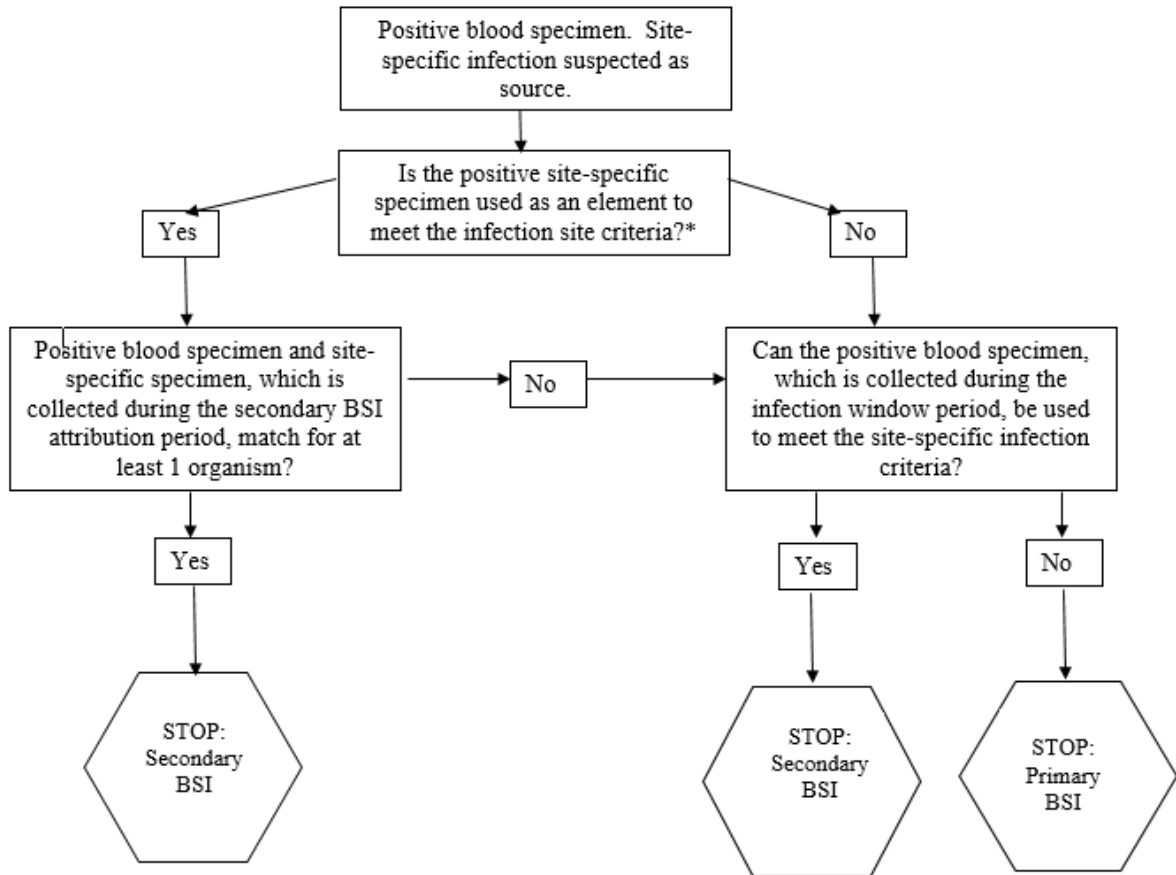 Positive blood specimen.  Site-
specific infection suspected as
source.
Is the positive site-specific
specimen used as an element to
meet the infection site criteria?*
Yes
No
Positive blood specimen and site-
specific specimen, which is
collected during the secondary BSI
attribution period, match for at
least 1 organism?
No
Can the positive blood specimen,
which is collected during the
infection window period, be used
to meet the site-specific infection
criteria?
Yes
Yes
No
STOP:
Secondary
BSI
STOP:
Secondary
BSI
STOP:
Primary
BSI